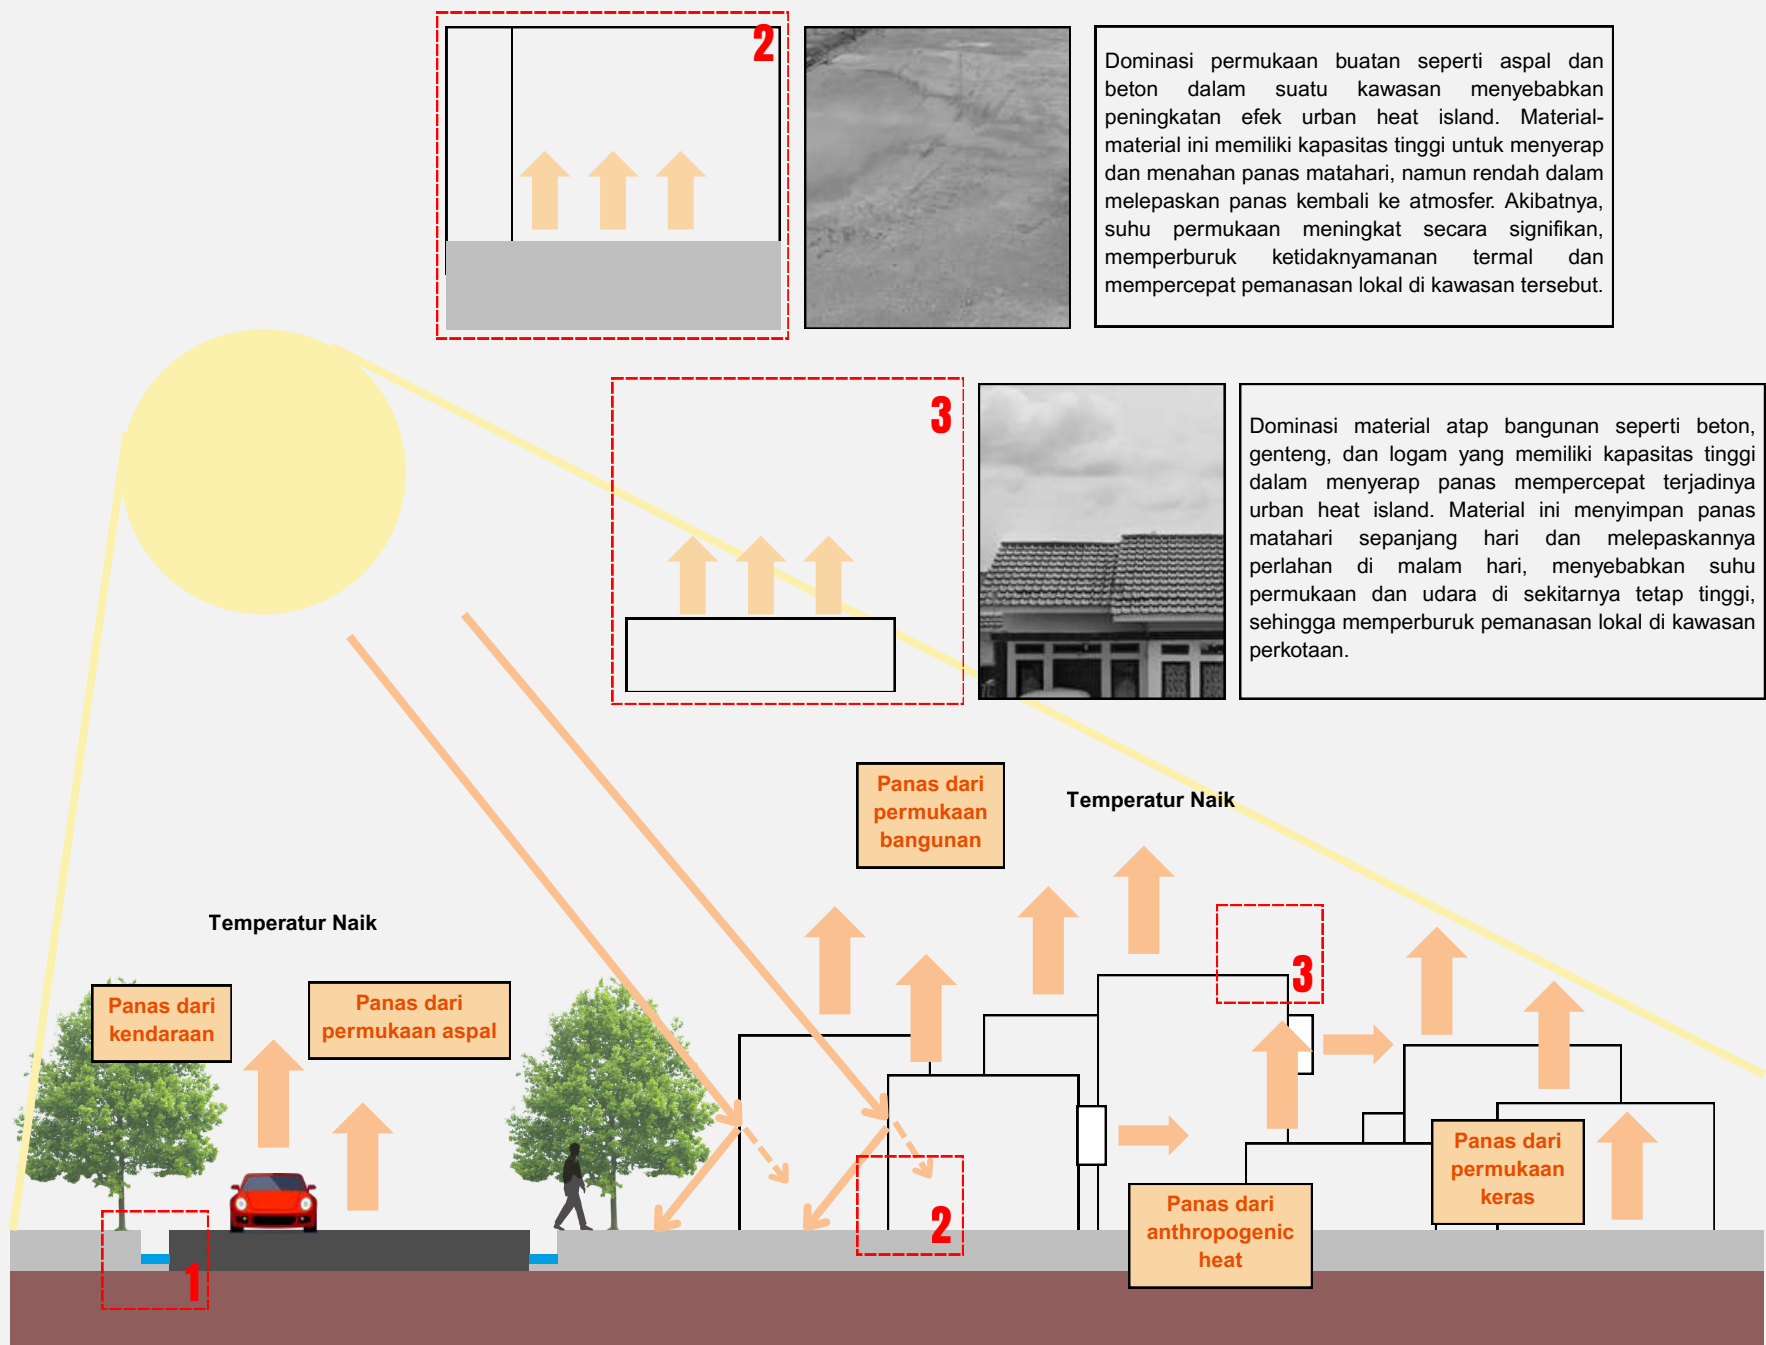 2
Dominasi permukaan buatan seperti aspal dan
beton dalam suatu kawasan menyebabkan
peningkatan efek urban heat island. Material-
material ini memiliki kapasitas tinggi untuk menyerap
dan menahan panas matahari, namun rendah dalam
melepaskan panas kembali ke atmosfer. Akibatnya,
suhu permukaan meningkat secara signifikan,
memperburuk ketidaknyamanan termal dan
mempercepat pemanasan lokal di kawasan tersebut.
3
Dominasi material atap bangunan seperti beton,
genteng, dan logam yang memiliki kapasitas tinggi
dalam menyerap panas mempercepat terjadinya
urban heat island. Material ini menyimpan panas
matahari sepanjang hari dan melepaskannya
perlahan di malam hari, menyebabkan suhu
permukaan dan udara di sekitarnya tetap tinggi,
sehingga memperburuk pemanasan lokal di kawasan
perkotaan.
Panas dari
permukaan
bangunan
Temperatur Naik
Temperatur Naik
3
Panas dari
kendaraan
Panas dari
permukaan aspal
Panas dari
permukaan
keras
Panas dari
anthropogenic
heat
2
1